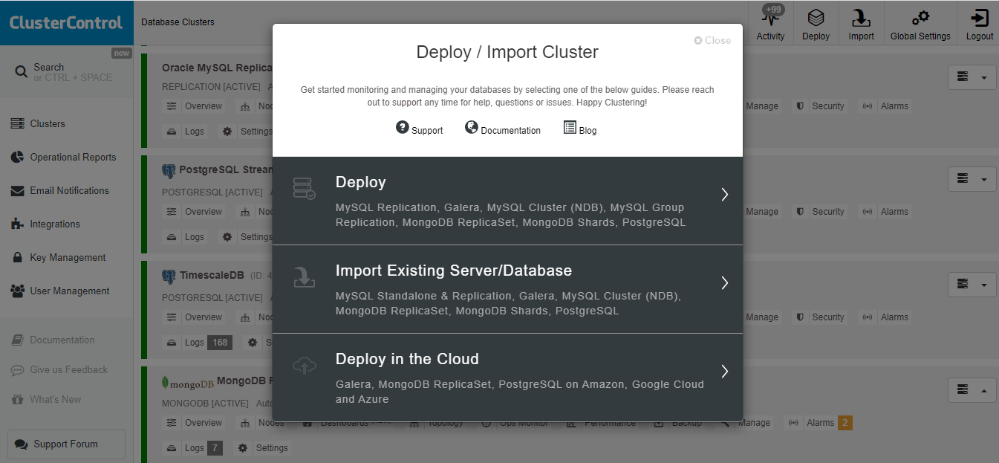 ClusterControl
Database Clusters
+99
Activity
Deploy
Import
Global Settings
Logout
new
Search
or CTRL + SPACE
Clusters
Operational Reports
Email Notifications
Integrations
Key Management
User Management
Documentation
Give us Feedback
What's New
Support Forum
Close
Deploy / Import Cluster
Get started monitoring and managing your databases by selecting one of the below guides. Please reach
out to support any time for help, questions or issues. Happy Clustering!
Support Documentation Blog
Deploy
MySQL Replication, Galera, MySQL Cluster (NDB), MySQL Group
Replication, MongoDB ReplicaSet, MongoDB Shards, PostgreSQL
Import Existing Server/Database
MySQL Standalone & Replication, Galera, MySQL Cluster (NDB),
MongoDB ReplicaSet, MongoDB Shards, PostgreSQL
Deploy in the Cloud
Galera, MongoDB ReplicaSet, PostgreSQL on Amazon, Google Cloud
and Azure
Oracle MySQL Replica
REPLICATION [ACTIVE]
Overview Manage Security Alarms
Logs Settings
PostgreSQL Stream
POSTGRESQL [ACTIVE]
Overview Manage Security Alarms
Logs Settings
TimescaleDB (ID: 4
POSTGRESQL [ACTIVE]
Overview Manage Security Alarms
Logs 168
mongoDB MongoDB
MONGODB [ACTIVE]
Overview Nodes Dashboards Topology Ops Monitor Performance Backup Manage Alarms 2
Logs 7 Settings